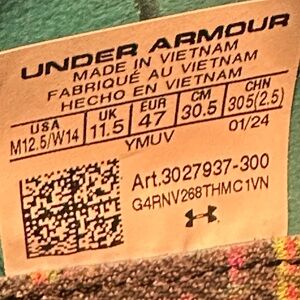 UNDER ARMOUR
MADE IN VIETNAM
FABRIQUÉ AU VIETNAM
HECHO EN VIETNAM
USA UK EUR CM CHN
M12.5/W14 11.5 47 30.5 305(2.5)
YMUV 01/24
Art.3027937-300
G4RNV268THMC1VN